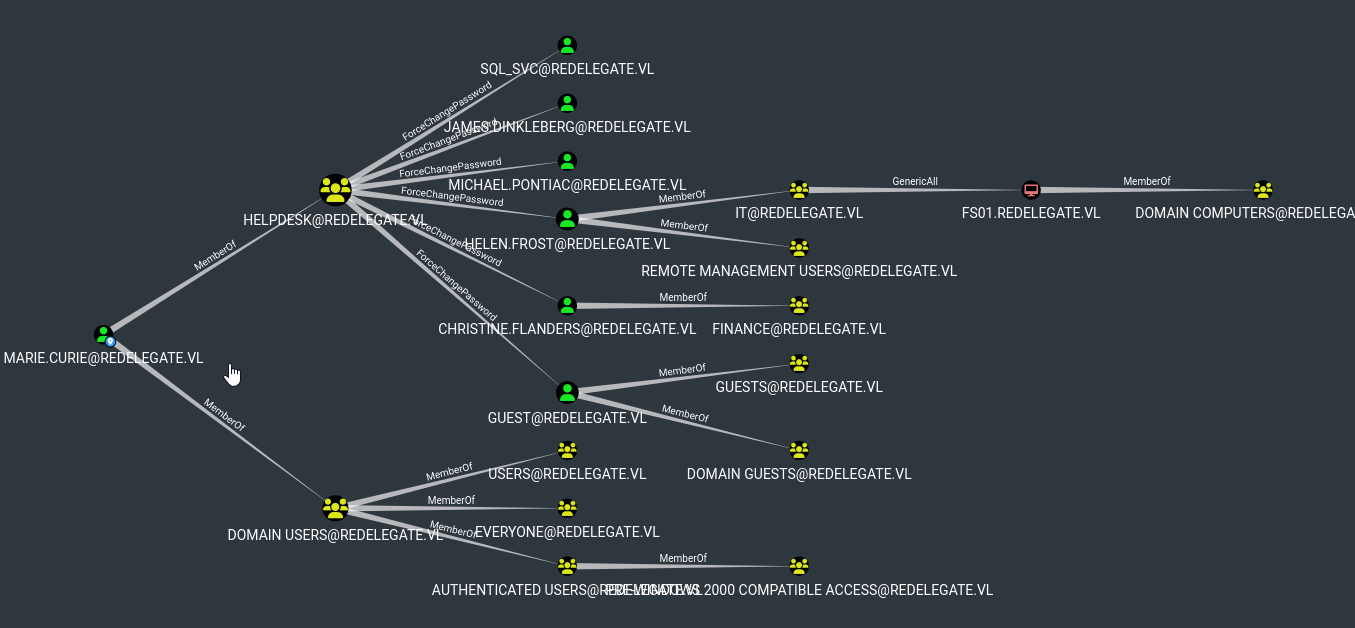 SQL_SVC@REDELEGATE.VL
ForceChangePassword
JAMES.DINKLEBERG@REDELEGATE.VL
ForceChangePassword
ForceChangePassword
MICHAEL.PONTIAC@REDELEGATE.VL
ForceChangePassword
MemberOf
GenericAll
MemberOf
HELPDESK@REDELEGATE.VL
IT@REDELEGATE.VL
FS01.REDELEGATE.VL
DOMAIN COMPUTERS@REDELEGA
MemberOf
ForceChangePassword
HELEN.FROST@REDELEGATE.VL
MemberOf
ForceChangePassword
REMOTE MANAGEMENT USERS@REDELEGATE.VL
MemberOf
CHRISTINE.FLANDERS@REDELEGATE.VL
FINANCE@REDELEGATE.VL
MARIE.CURIE@REDELEGATE.VL
MemberOf
GUESTS@REDELEGATE.VL
MemberOf
MemberOf
GUEST@REDELEGATE.VL
MemberOf
USERS@REDELEGATE.VL
DOMAIN GUESTS@REDELEGATE.VL
MemberOf
DOMAIN USERS@REDELEGATE.VL
MemberOf
EVERYONE@REDELEGATE.VL
MemberOf
AUTHENTICATED USERS@REDELEGATE.VL
PRE-WINDOWS 2000 COMPATIBLE ACCESS@REDELEGATE.VL